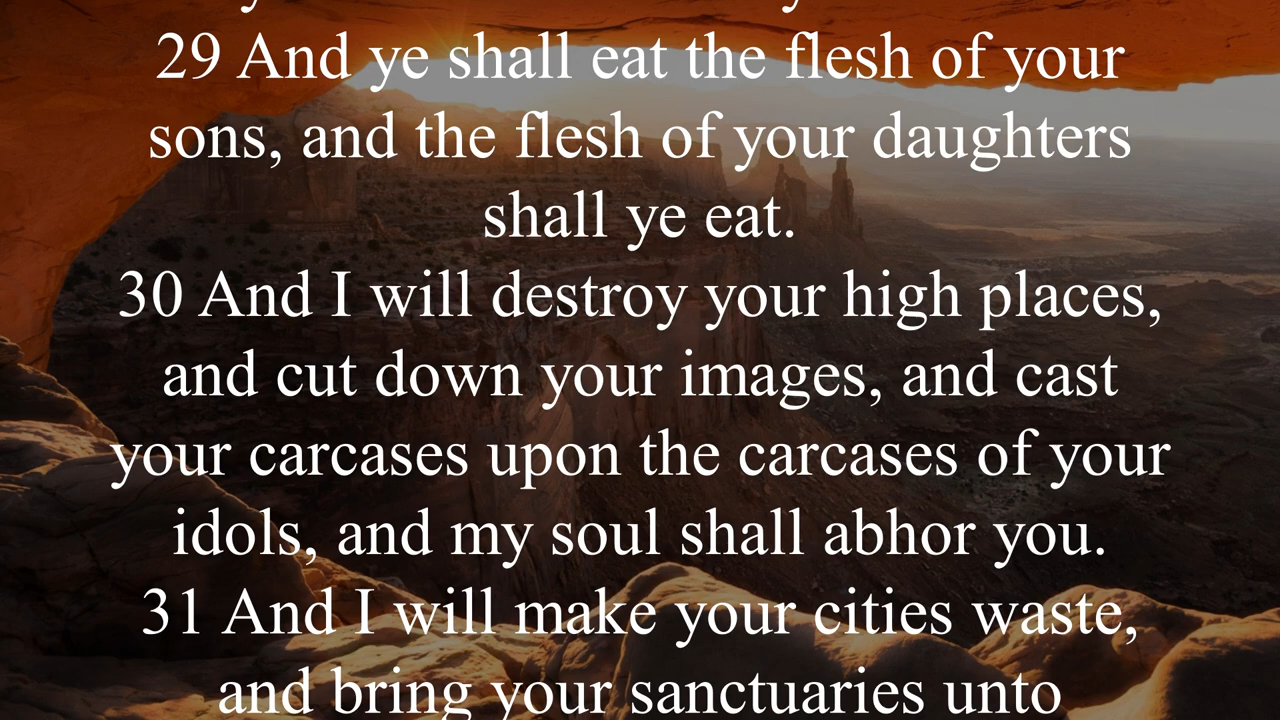 29 And ye shall eat the flesh of your
sons, and the flesh of your daughters
shall ye eat.
30 And I will destroy your high places,
and cut down your images, and cast
your carcases upon the carcases of your
idols, and my soul shall abhor you.
31 And I will make your cities waste,
and bring your sanctuaries unto